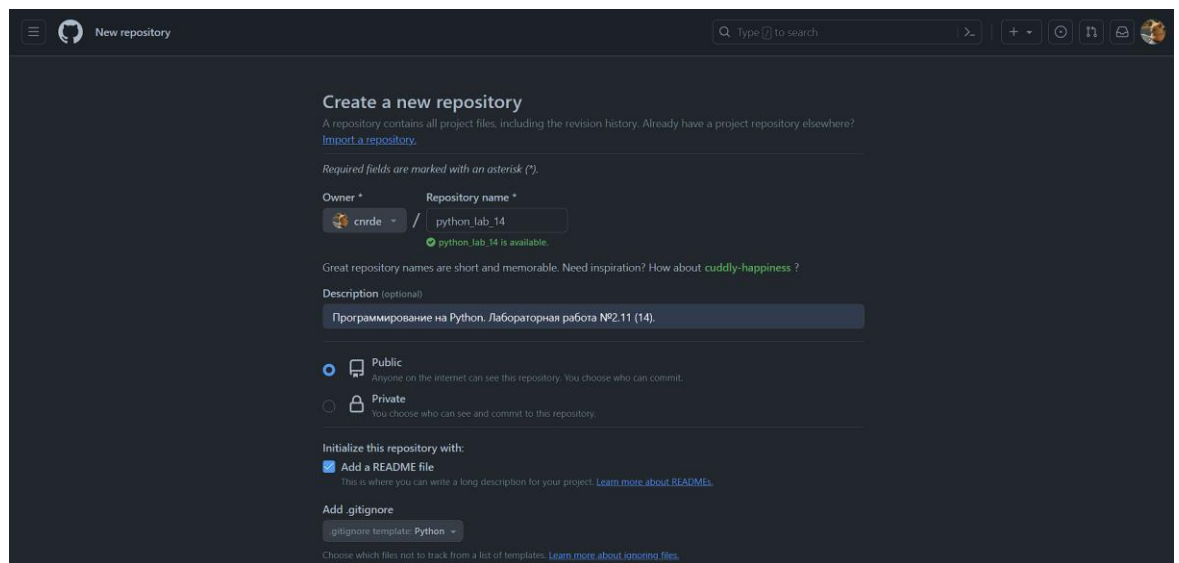 New repository
Type / to search
Create a new repository
A repository contains all project files, including the revision history. Already have a project repository elsewhere?
Import a repository.
Required fields are marked with an asterisk (*).
Owner * Repository name *
cnrde / python_lab_14
python_lab_14 is available.
Great repository names are short and memorable. Need inspiration? How about cuddly-happiness ?
Description (optional)
Программирование на Python. Лабораторная работа №2.11 (14).
Public
Anyone on the internet can see this repository. You choose who can commit.
Private
You choose who can see and commit to this repository.
Initialize this repository with:
Add a README file
This is where you can write a long description for your project. Learn more about READMEs.
Add .gitignore
.gitignore template: Python
Choose which files not to track from a list of templates. Learn more about ignoring files.